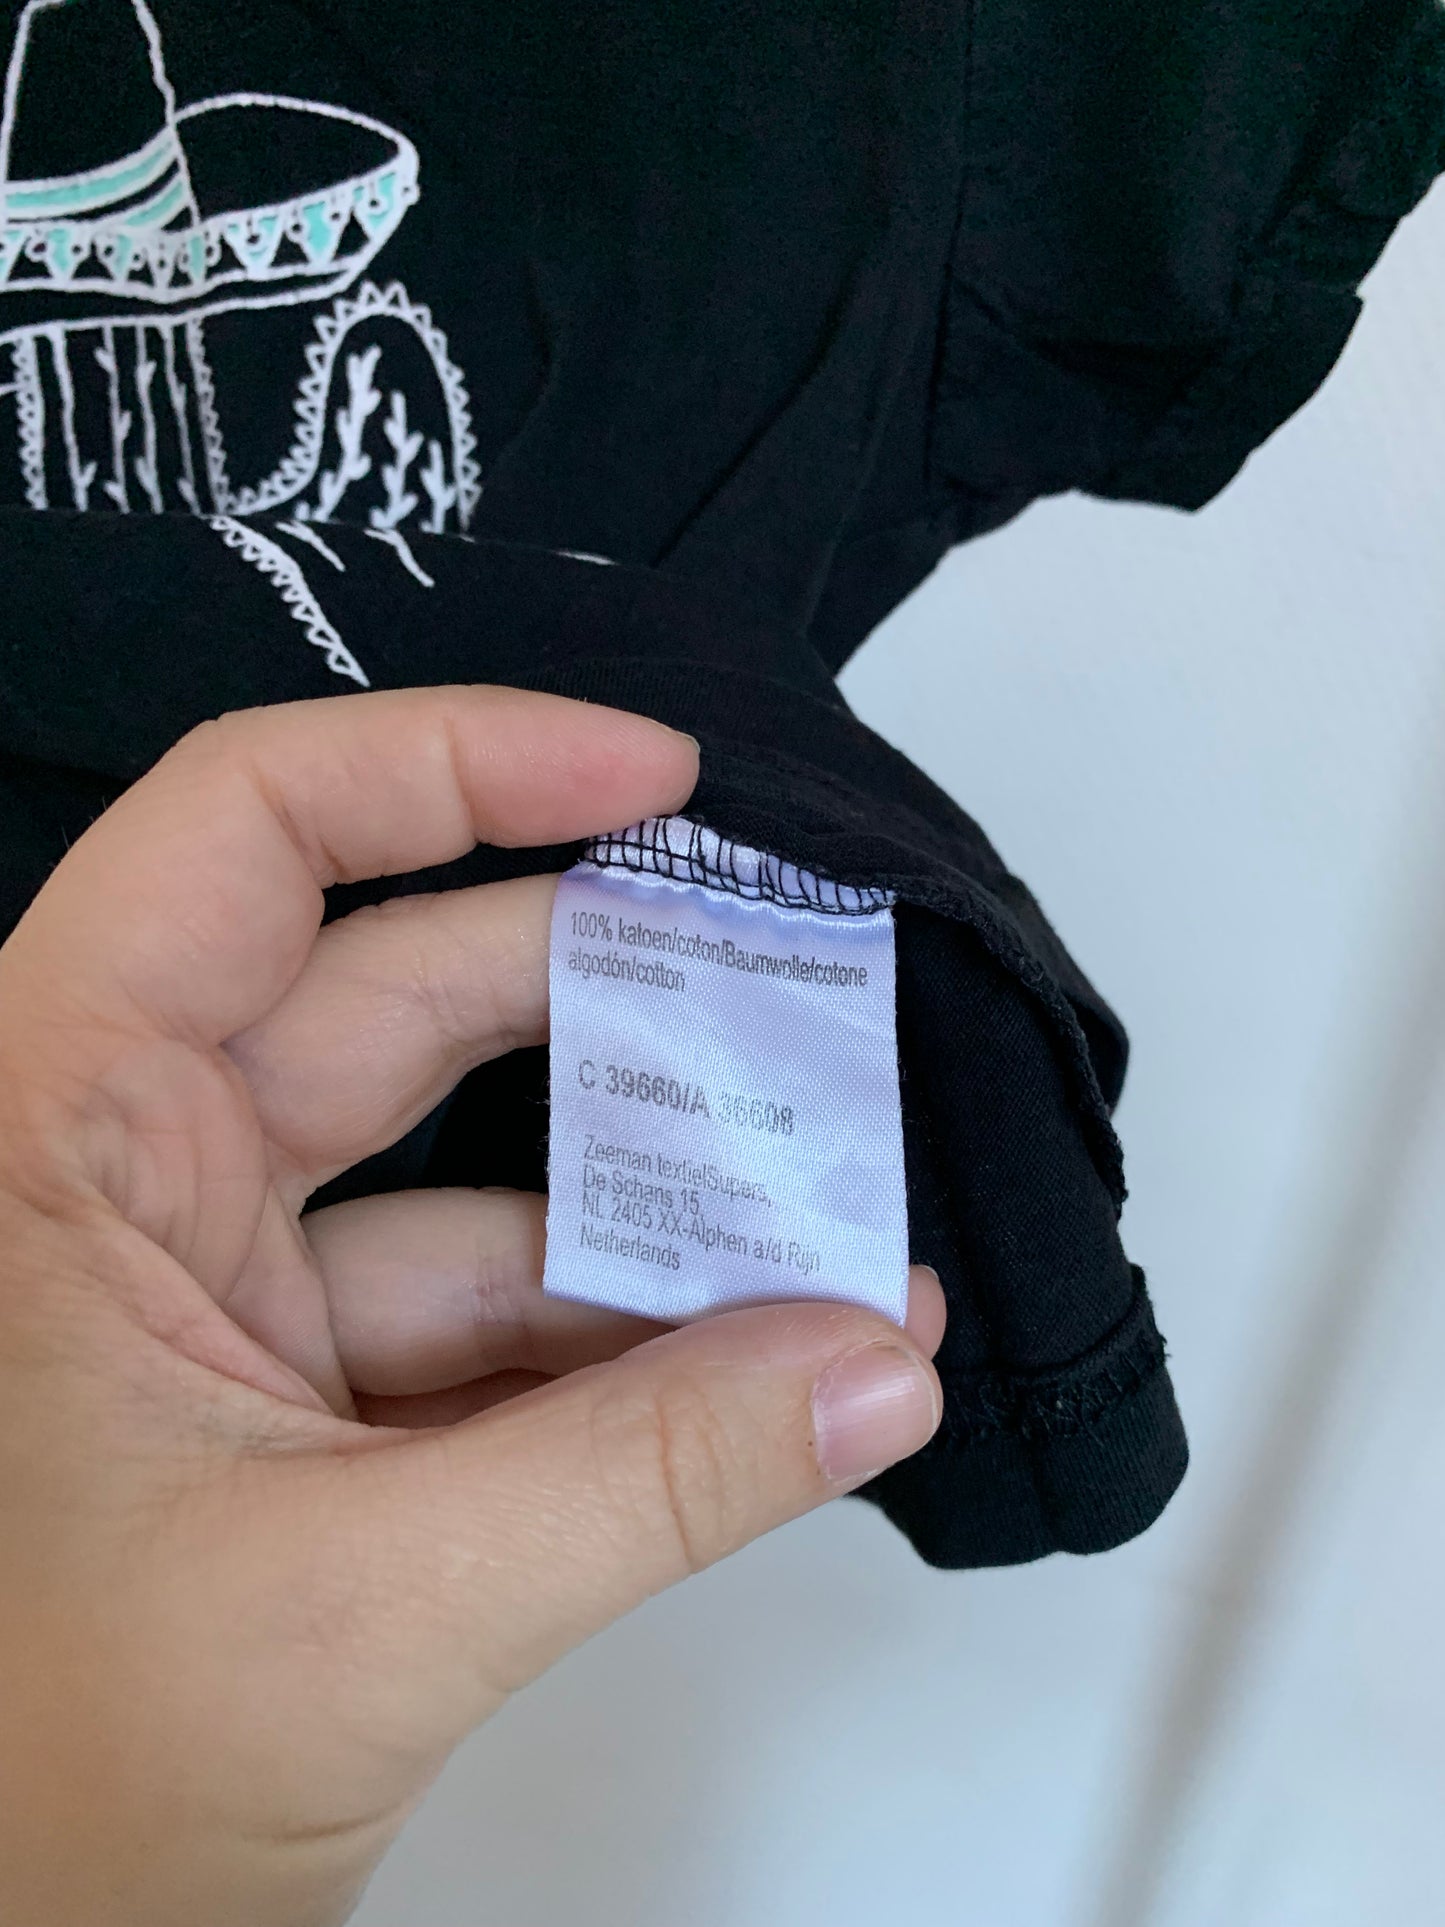 100% katoen/coton/Baumwolle/cotone
algodón/cotton
C 39660/A 36608
Zeeman textielSupers,
De Schans 15,
NL 2405 XX-Alphen a/d Rijn
Netherlands